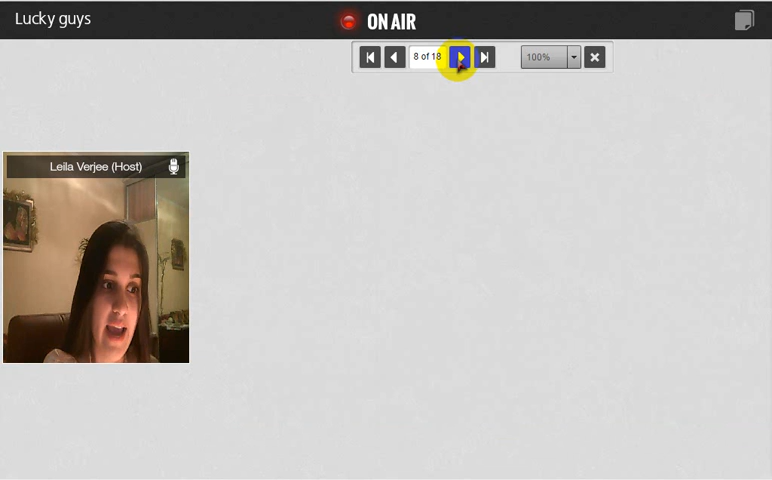 Lucky guys
ON AIR
8 of 18
100%
Leila Verjee (Host)